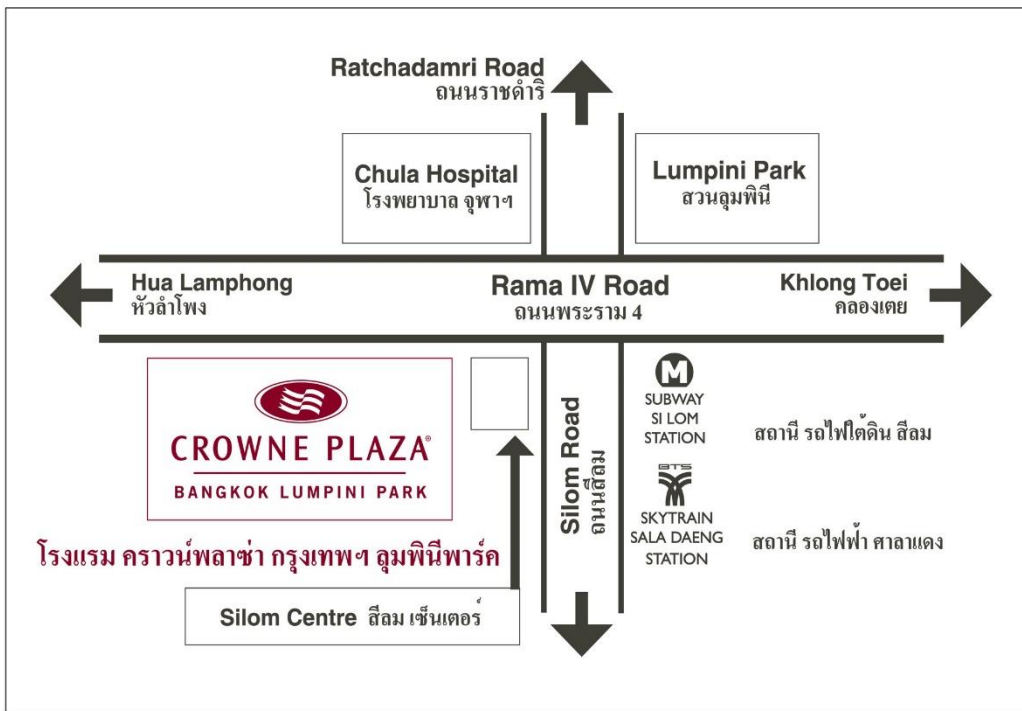 Ratchadamri Road
ถนนราชดำริ
Chula Hospital
โรงพยาบาล จุฬาฯ
Lumpini Park
สวนลุมพินี
Hua Lamphong
หัวลำโพง
Rama IV Road
ถนนพระราม 4
Khlong Toei
คลองเตย
CROWNE PLAZA®
BANGKOK LUMPINI PARK
โรงแรม คราวน์พลาซ่า กรุงเทพฯ ลุมพินีพาร์ค
Silom Centre สีลม เซ็นเตอร์
Silom Road
ถนีสีลม
M
SUBWAY
SI LOM
STATION
สถานี รถไฟใต้ดิน สีลม
BTS
SKYTRAIN
SALA DAENG
STATION
สถานี รถไฟฟ้า ศาลาแดง